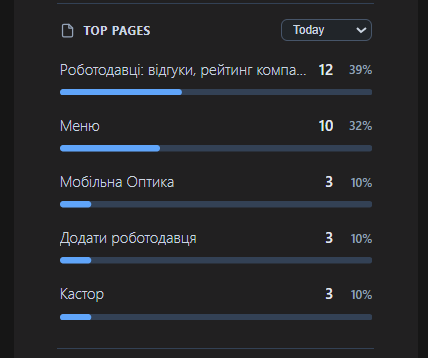 TOP PAGES
Today
Роботодавці: відгуки, рейтинг компа... 12 39%
Меню 10 32%
Мобільна Оптика 3 10%
Додати роботодавця 3 10%
Кастор 3 10%